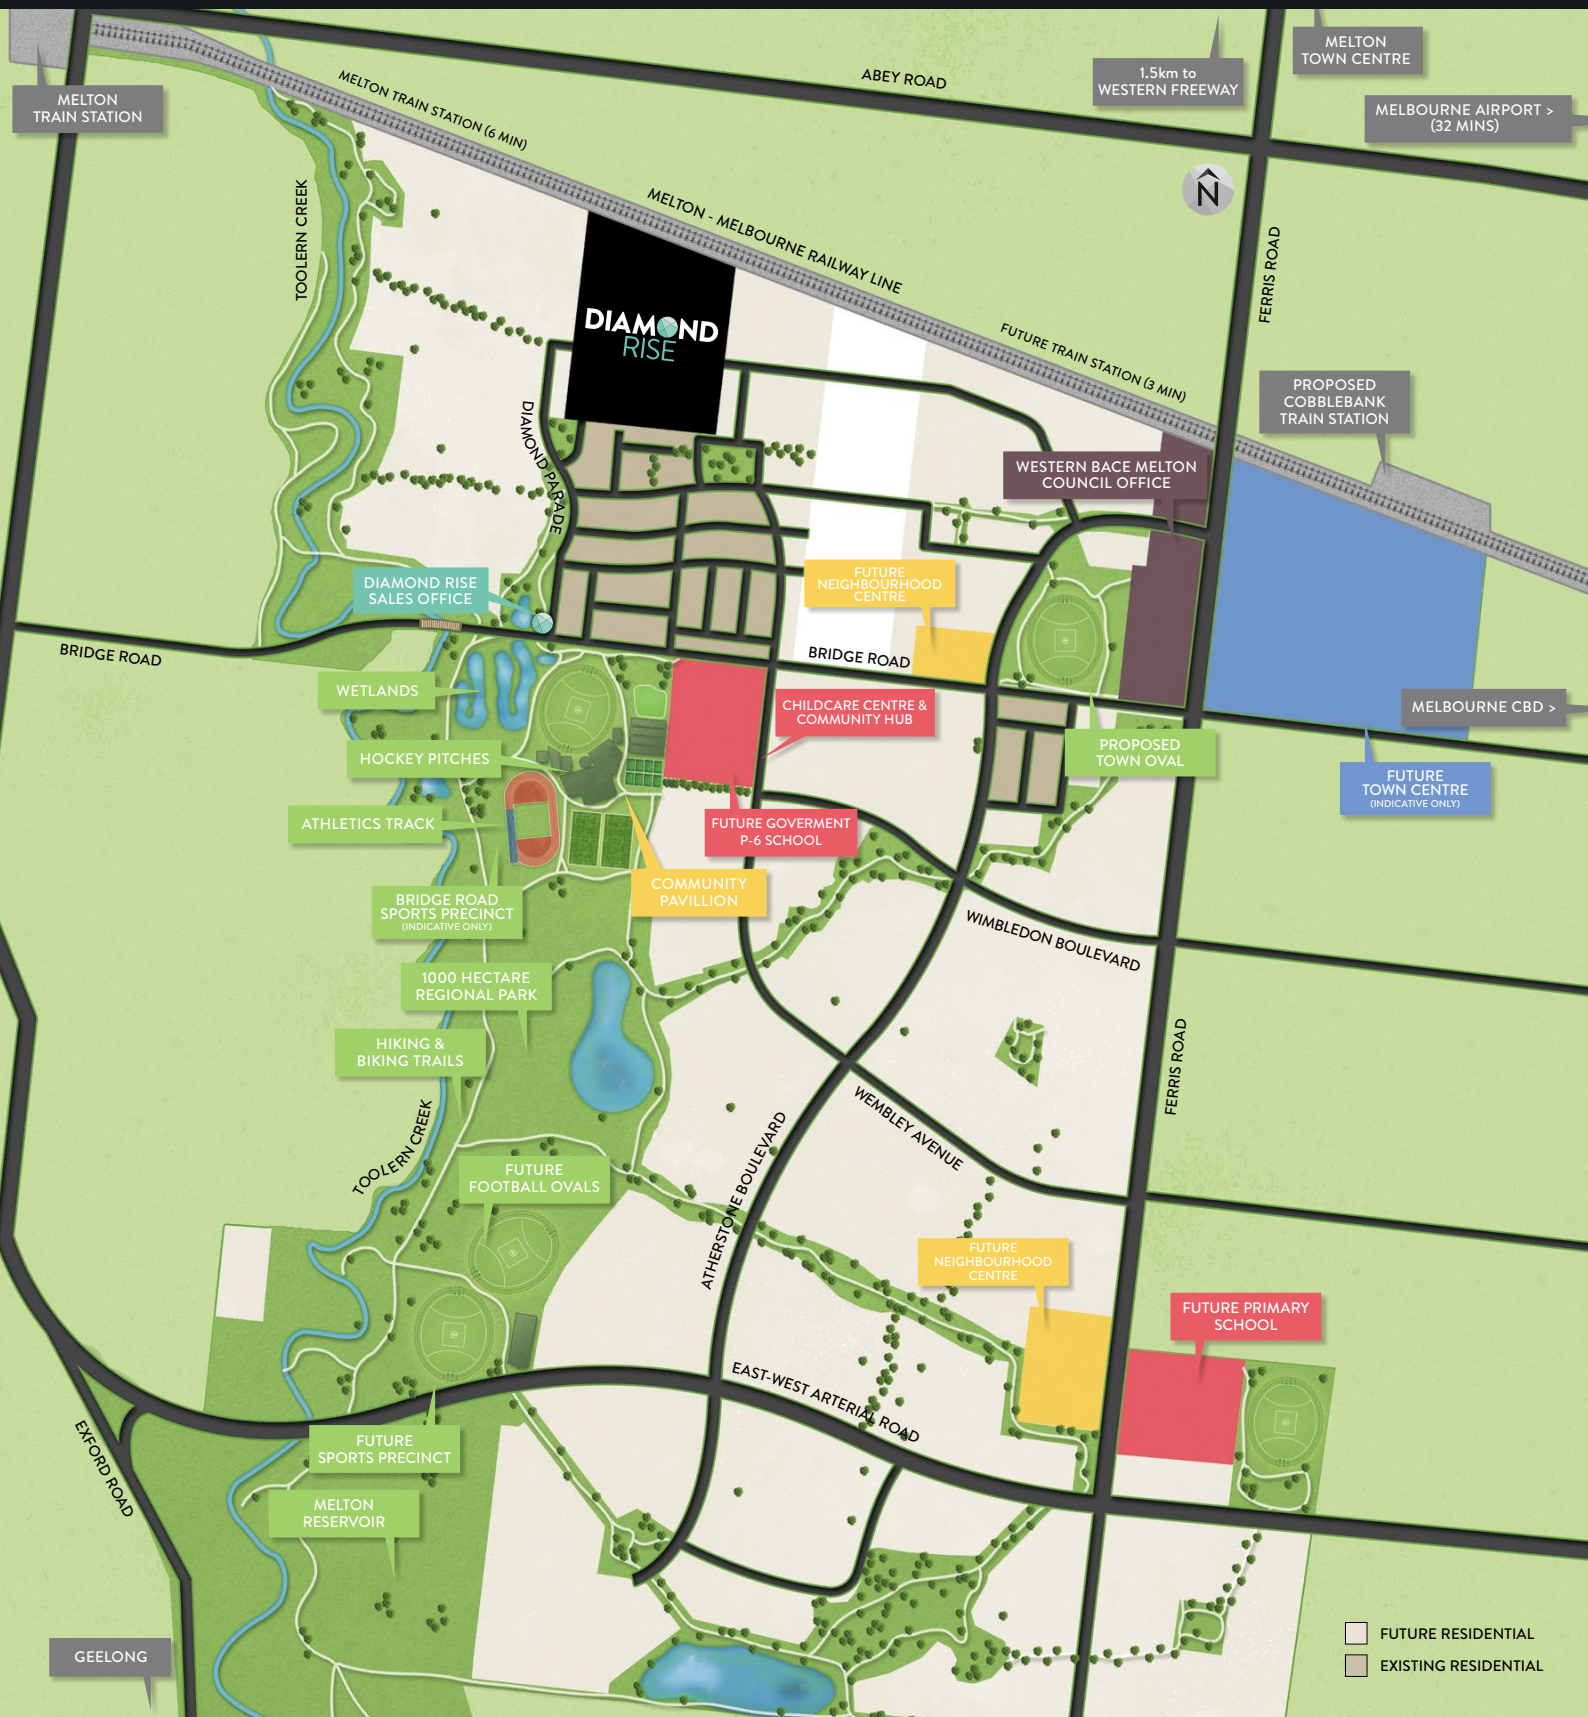 MELTON
TOWN CENTRE
1.5km to
WESTERN FREEWAY
ABEY ROAD
MELTON
TRAIN STATION
MELTON TRAIN STATION (6 MIN)
MELBOURNE AIRPORT >
(32 MINS)
N
TOOLERN CREEK
MELTON - MELBOURNE RAILWAY LINE
FERRIS ROAD
DIAMOND
RISE
FUTURE TRAIN STATION (3 MIN)
PROPOSED
COBBLEBANK
TRAIN STATION
DIAMOND PARADE
WESTERN BACE MELTON
COUNCIL OFFICE
DIAMOND RISE
SALES OFFICE
FUTURE
NEIGHBOURHOOD
CENTRE
BRIDGE ROAD
BRIDGE ROAD
WETLANDS
CHILDCARE CENTRE &
COMMUNITY HUB
MELBOURNE CBD >
HOCKEY PITCHES
PROPOSED
TOWN OVAL
FUTURE
TOWN CENTRE
(INDICATIVE ONLY)
ATHLETICS TRACK
FUTURE GOVERMENT
P-6 SCHOOL
COMMUNITY
PAVILLION
BRIDGE ROAD
SPORTS PRECINCT
(INDICATIVE ONLY)
WIMBLEDON BOULEVARD
1000 HECTARE
REGIONAL PARK
HIKING &
BIKING TRAILS
FERRIS ROAD
WEMBLEY AVENUE
TOOLERN CREEK
ATHERSTONE BOULEVARD
FUTURE
FOOTBALL OVALS
FUTURE
NEIGHBOURHOOD
CENTRE
FUTURE PRIMARY
SCHOOL
EAST-WEST ARTERIAL ROAD
EXFORD ROAD
FUTURE
SPORTS PRECINCT
MELTON
RESERVOIR
GEELONG
FUTURE RESIDENTIAL
EXISTING RESIDENTIAL